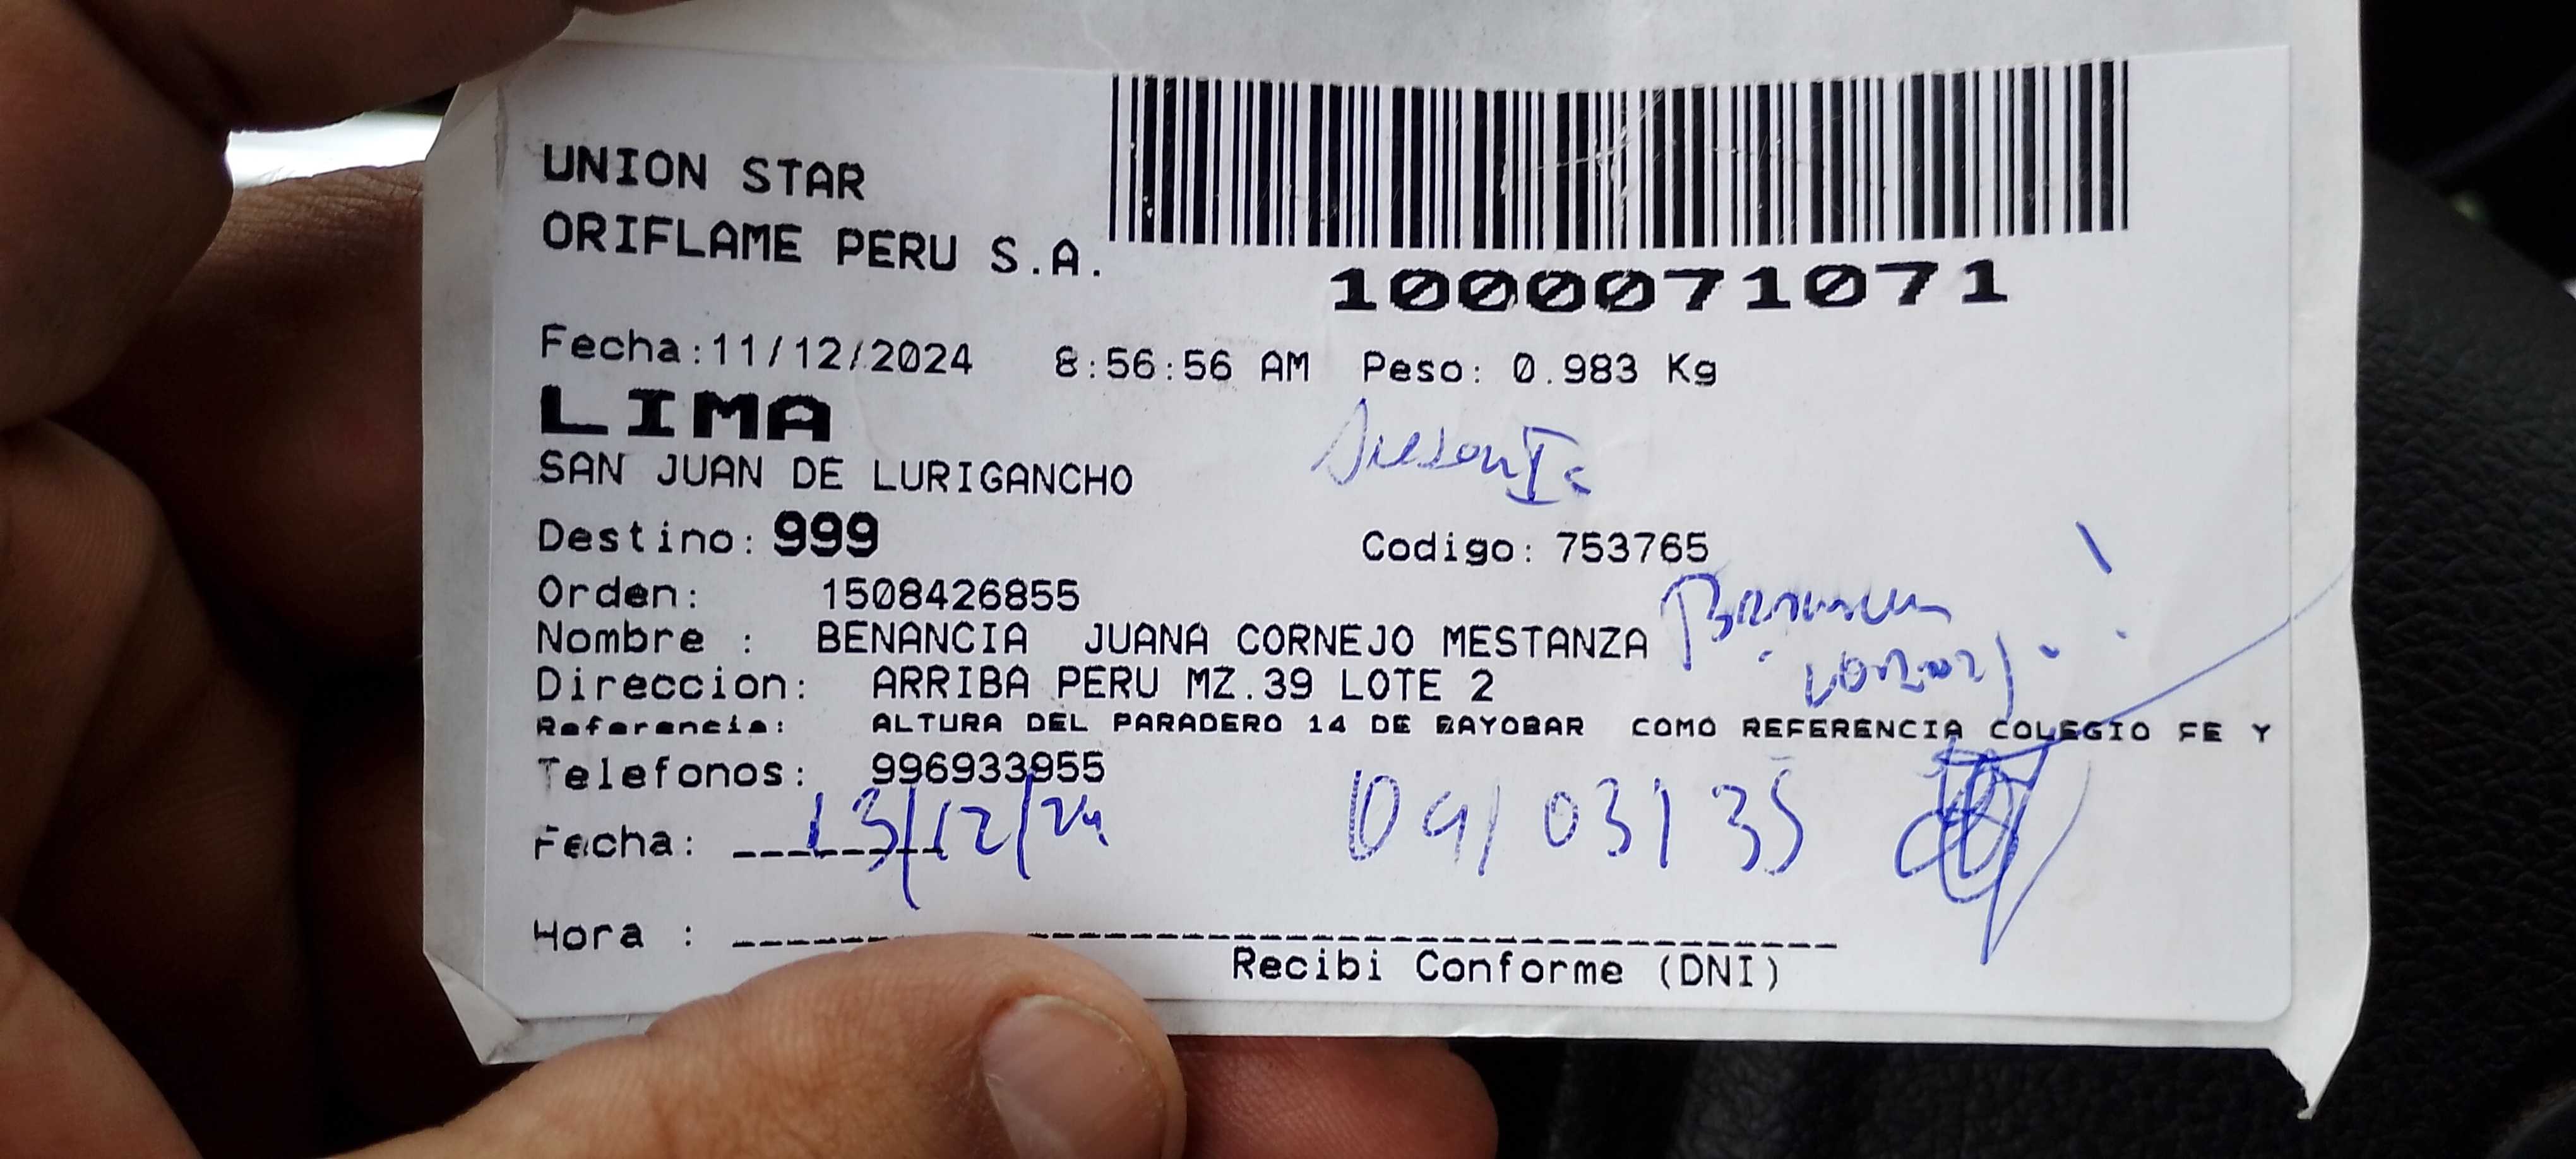 UNION STAR
ORIFLAME PERU S.A.
1000071071
Fecha:11/12/2024 8:56:56 AM Peso: 0.983 Kg
LIMA
SAN JUAN DE LURIGANCHO
Destino: 999 Codigo: 753765
Orden: 1508426855
Nombre : BENANCIA JUANA CORNEJO MESTANZA
Direccion: ARRIBA PERU MZ.39 LOTE 2
Referencia: ALTURA DEL PARADERO 14 DE BAYOBAR COMO REFERENCIA COLEGIO FE Y
Telefonos: 996933955
Fecha: 13/12/24
Hora :
Recibi Conforme (DNI)